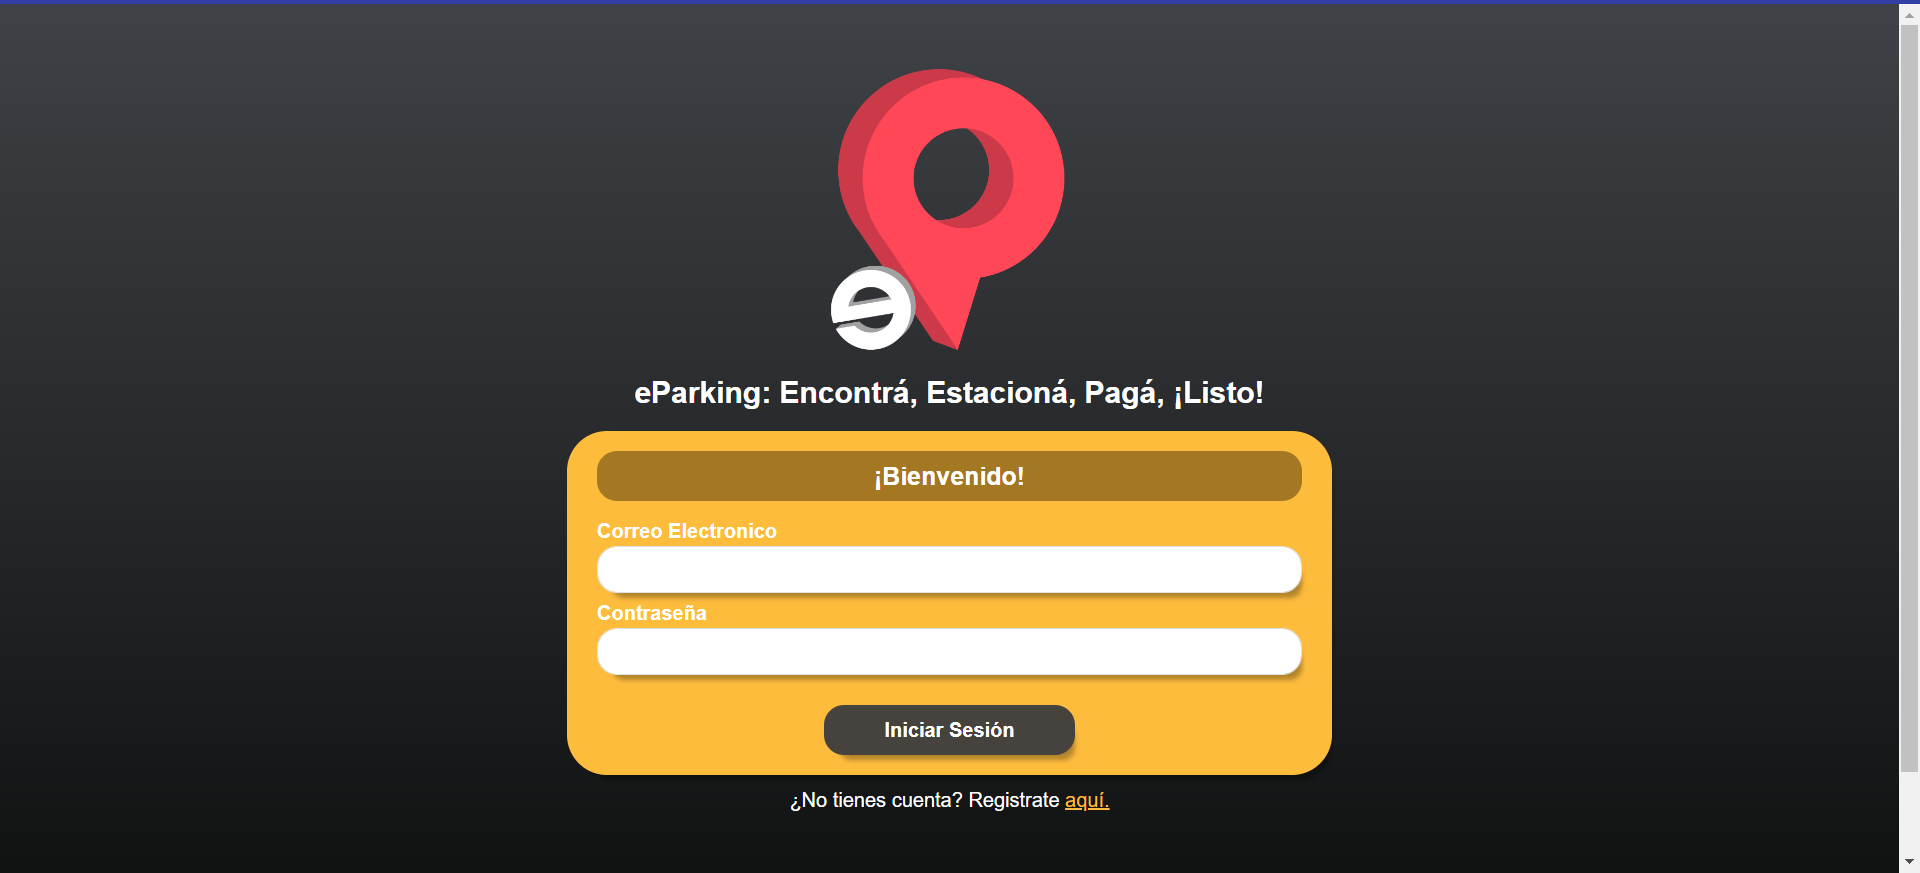 e
eParking: Encontrá, Estacioná, Pagá, ¡Listo!
¡Bienvenido!
Correo Electronico
Contraseña
Iniciar Sesión
¿No tienes cuenta? Registrate aquí.